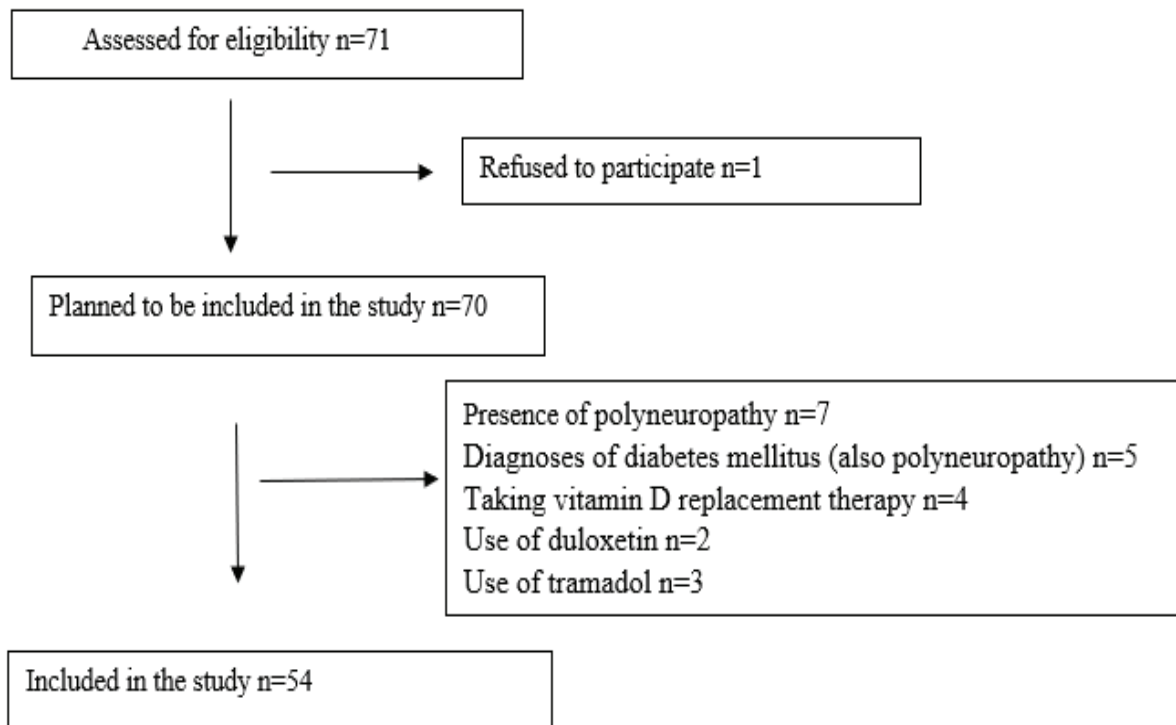 Assessed for eligibility n=71
Refused to participate n=1
Planned to be included in the study n=70
Presence of polyneuropathy n=7
Diagnoses of diabetes mellitus (also polyneuropathy) n=5
Taking vitamin D replacement therapy n=4
Use of duloxetin n=2
Use of tramadol n=3
Included in the study n=54